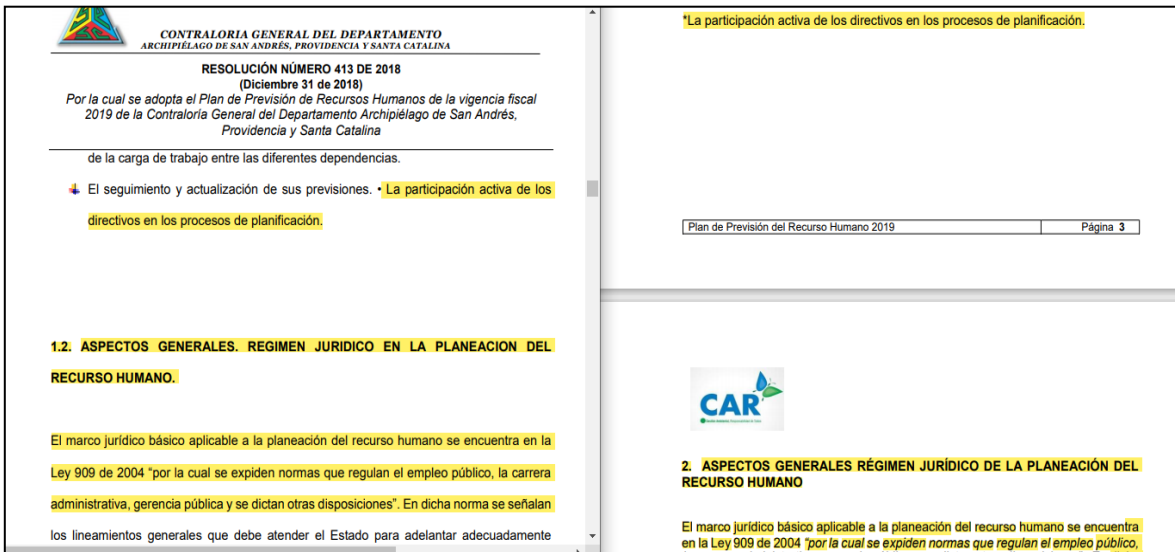 CONTRALORIA GENERAL DEL DEPARTAMENTO
ARCHIPIÉLAGO DE SAN ANDRÉS, PROVIDENCIA Y SANTA CATALINA
RESOLUCIÓN NÚMERO 413 DE 2018
(Diciembre 31 de 2018)
Por la cual se adopta el Plan de Previsión de Recursos Humanos de la vigencia fiscal
2019 de la Contraloría General del Departamento Archipiélago de San Andrés,
Providencia y Santa Catalina
de la carga de trabajo entre las diferentes dependencias.
El seguimiento y actualización de sus previsiones. • La participación activa de los
directivos en los procesos de planificación.
1.2. ASPECTOS GENERALES. REGIMEN JURIDICO EN LA PLANEACION DEL
RECURSO HUMANO.
El marco jurídico básico aplicable a la planeación del recurso humano se encuentra en la
Ley 909 de 2004 “por la cual se expiden normas que regulan el empleo público, la carrera
administrativa, gerencia pública y se dictan otras disposiciones”. En dicha norma se señalan
los lineamientos generales que debe atender el Estado para adelantar adecuadamente
*La participación activa de los directivos en los procesos de planificación.
Plan de Previsión del Recurso Humano 2019 Página 3
CAR
2. ASPECTOS GENERALES RÉGIMEN JURÍDICO DE LA PLANEACIÓN DEL
RECURSO HUMANO
El marco jurídico básico aplicable a la planeación del recurso humano se encuentra
en la Ley 909 de 2004 “por la cual se expiden normas que regulan el empleo público,